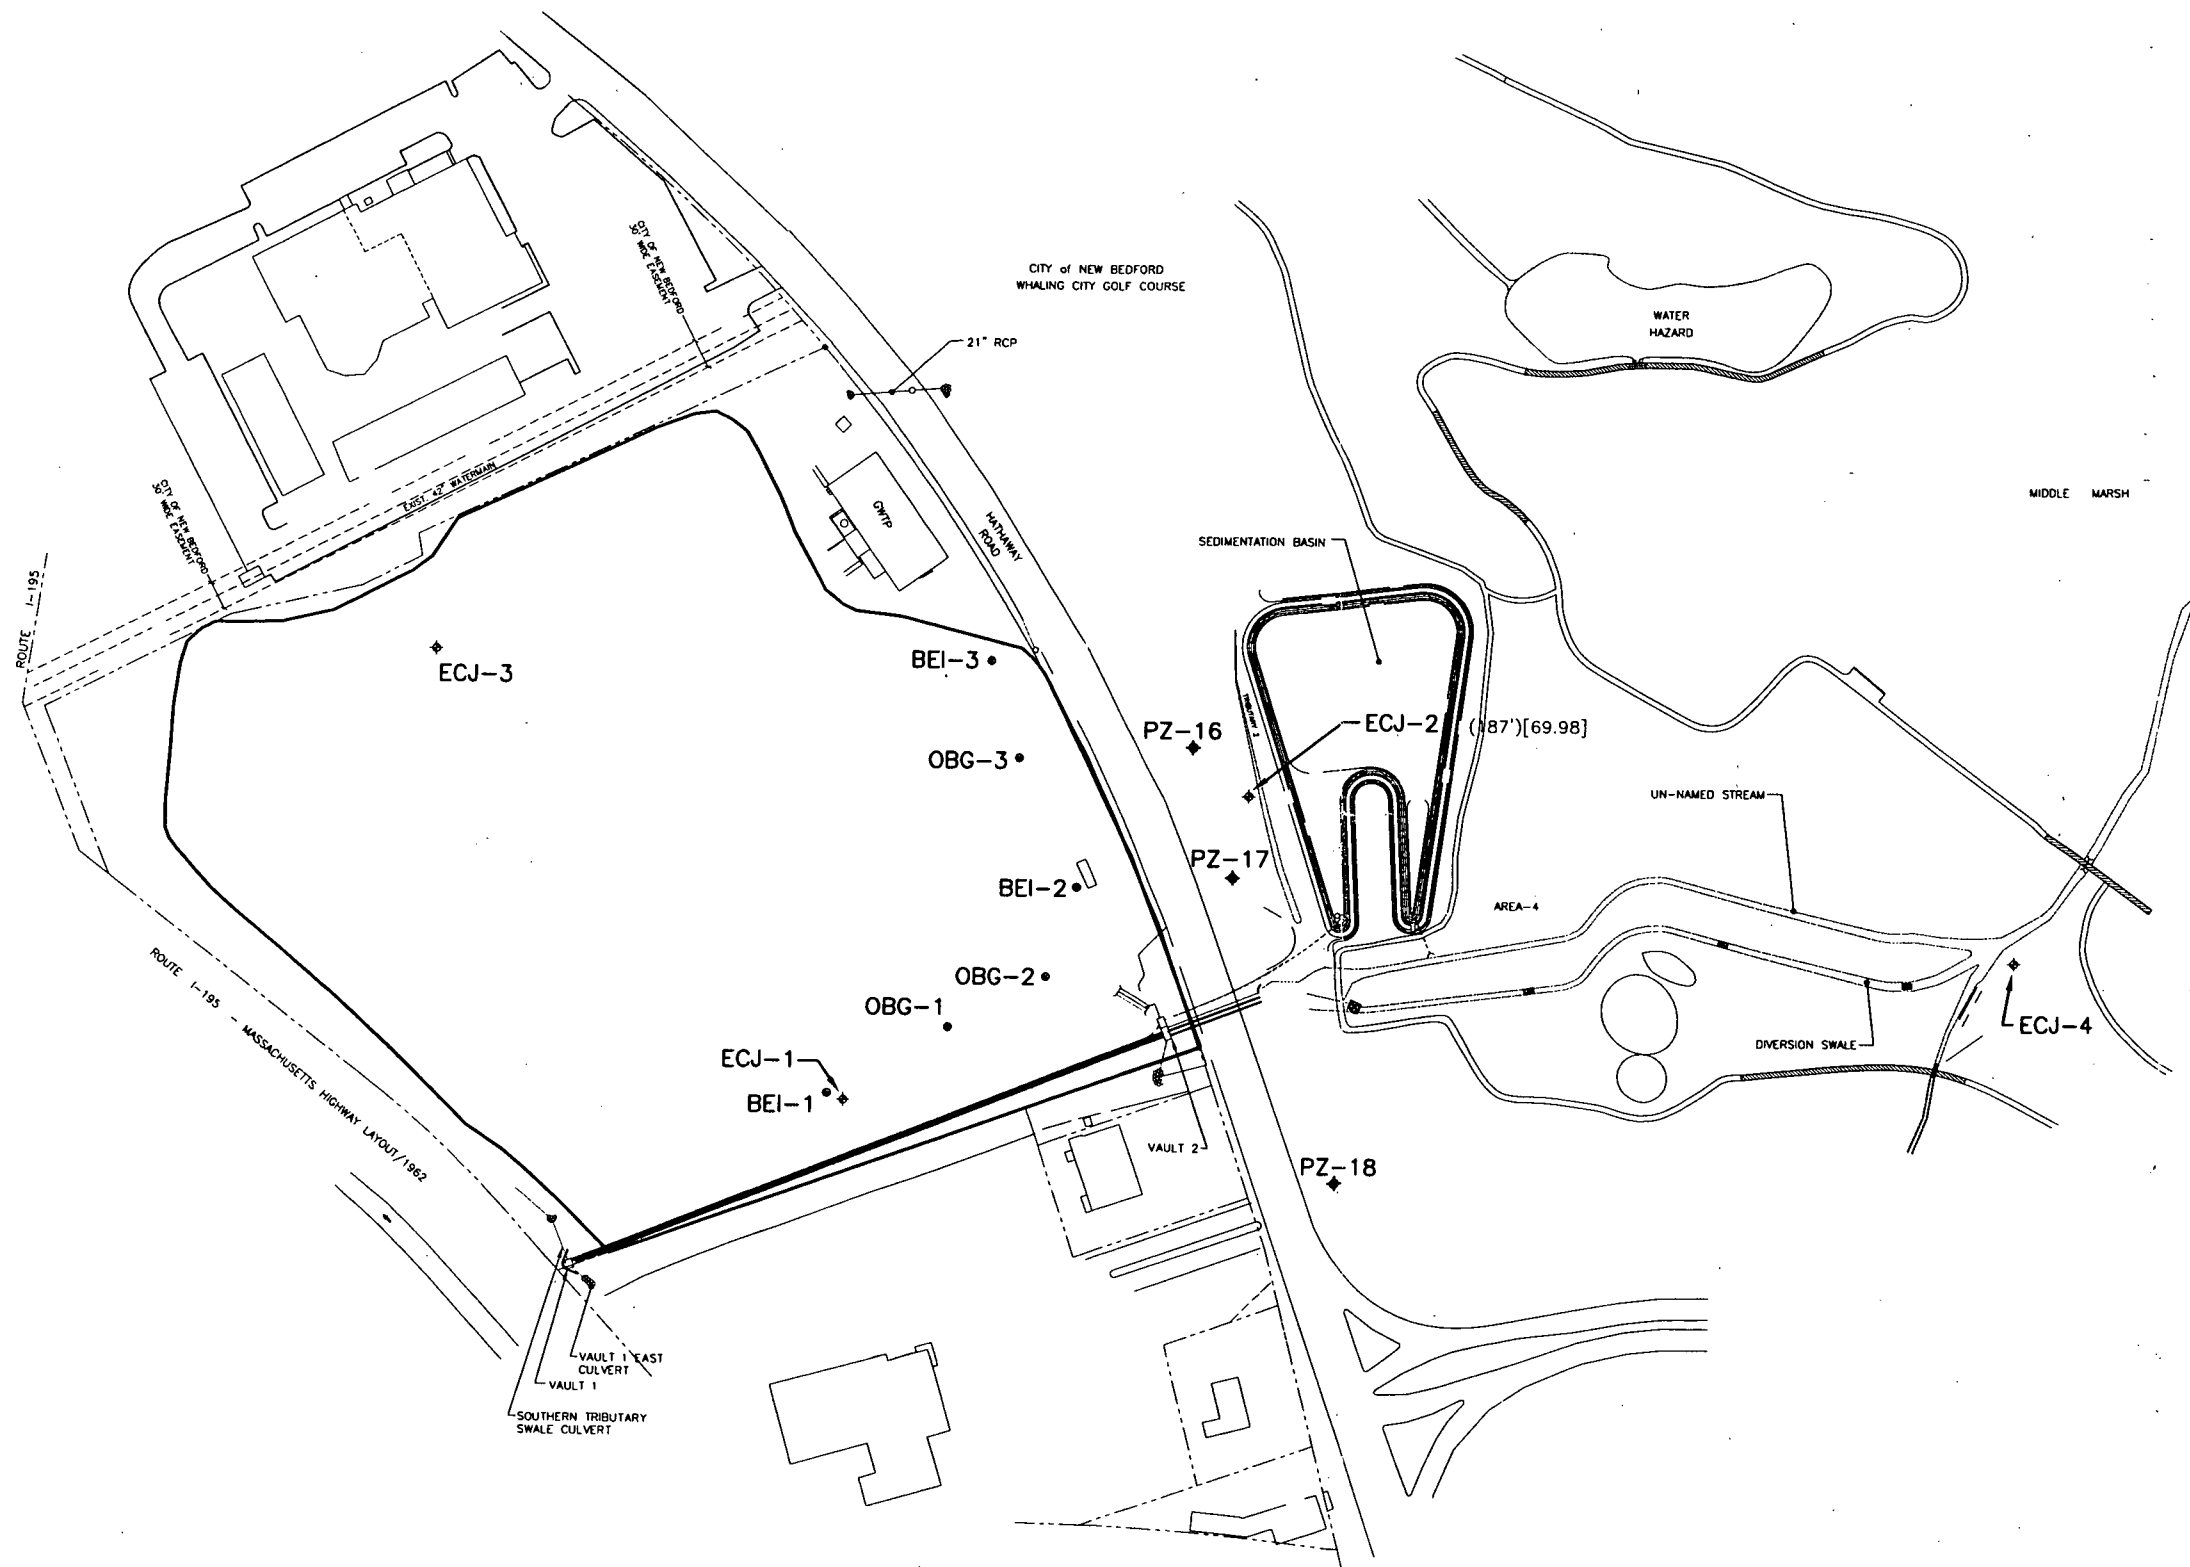 CITY OF NEW BEDFORD
30' WIDE EASEMENT
CITY of NEW BEDFORD
WHALING CITY GOLF COURSE
WATER
HAZARD
21" RCP
EXIST. 42" WATERMAIN
CITY OF NEW BEDFORD
30' WIDE EASEMENT
GWTP
HATHAWAY
ROAD
MIDDLE MARSH
SEDIMENTATION BASIN
ROUTE I-195
ECJ-3
BEI-3
TRIBUTARY 2
PZ-16
ECJ-2
87')[69.98]
OBG-3
UN-NAMED STREAM
PZ-17
BEI-2
AREA-4
OBG-2
OBG-1
ROUTE I-195 - MASSACHUSETTS HIGHWAY LAYOUT/1962
ECJ-4
DIVERSION SWALE
ECJ-1
BEI-1
VAULT 2
PZ-18
VAULT 1 EAST
CULVERT
VAULT 1
SOUTHERN TRIBUTARY
SWALE CULVERT